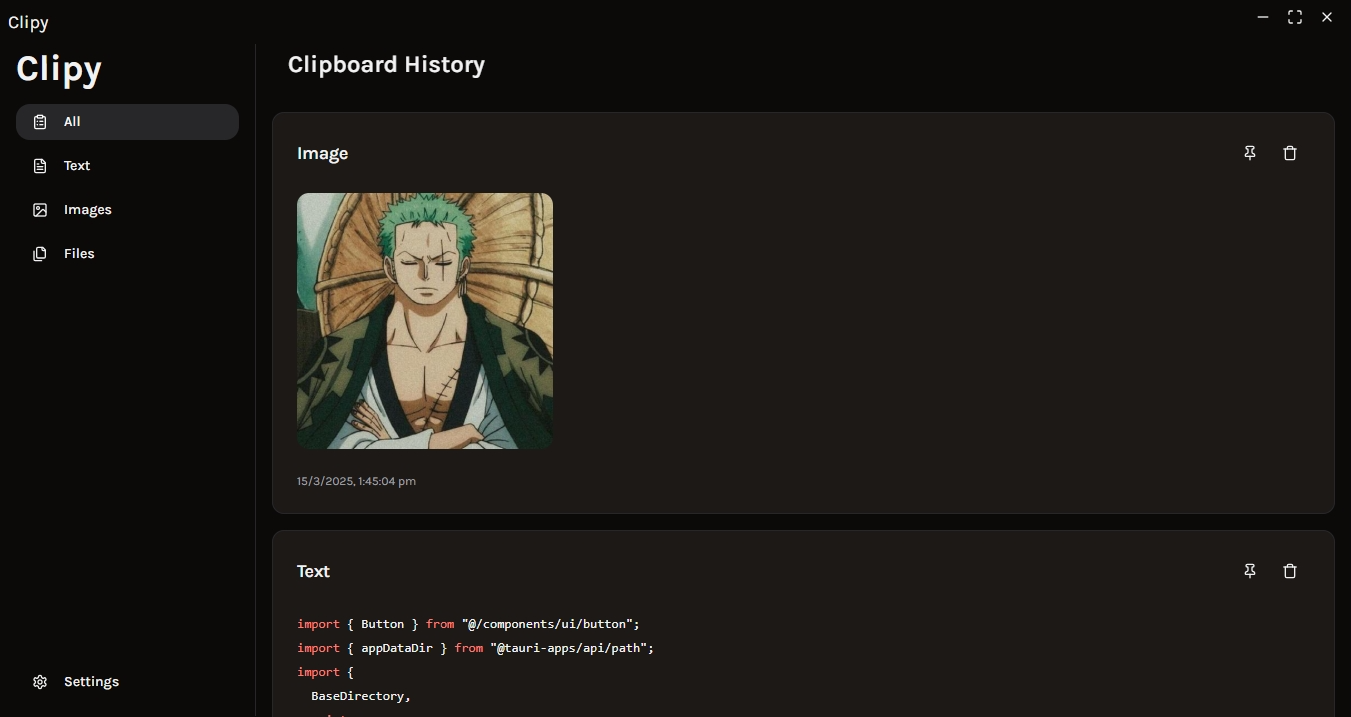 Clipy
Clipy
All
Text
Images
Files
Settings
Clipboard History
Image
15/3/2025, 1:45:04 pm
Text
import { Button } from "@/components/ui/button";
import { appDataDir } from "@tauri-apps/api/path";
import {
  BaseDirectory,